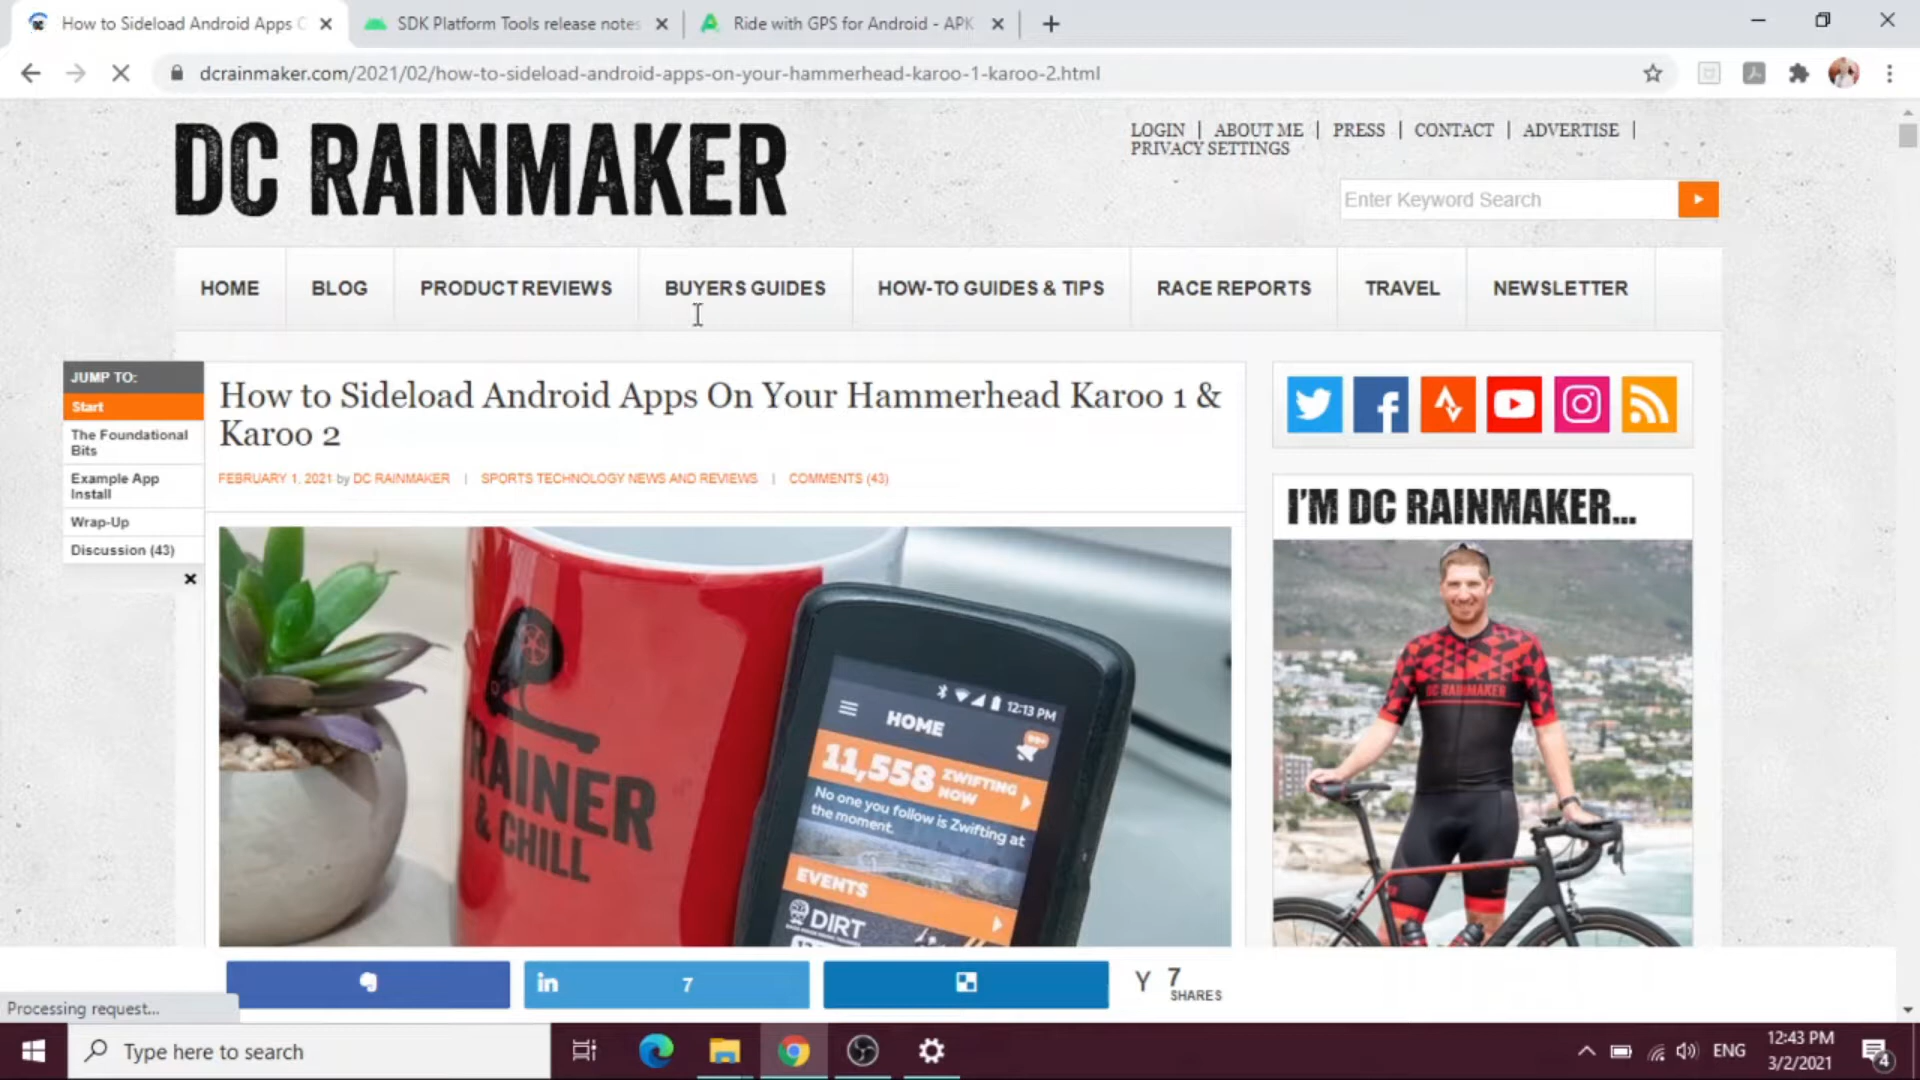 How to Sideload Android Apps
SDK Platform Tools release notes
Ride with GPS for Android - APK
dcrainmaker.com/2021/02/how-to-sideload-android-apps-on-your-hammerhead-karoo-1-karoo-2.html
DC RAINMAKER
LOGIN | ABOUT ME | PRESS | CONTACT | ADVERTISE |
PRIVACY SETTINGS
Enter Keyword Search
HOME
BLOG
PRODUCT REVIEWS
BUYERS GUIDES
HOW-TO GUIDES & TIPS
RACE REPORTS
TRAVEL
NEWSLETTER
JUMP TO:
Start
The Foundational
Bits
Example App
Install
Wrap-Up
Discussion (43)
How to Sideload Android Apps On Your Hammerhead Karoo 1 &
Karoo 2
FEBRUARY 1, 2021 by DC RAINMAKER | SPORTS TECHNOLOGY NEWS AND REVIEWS | COMMENTS (43)
TRAINER
& CHILL
12:13 PM
HOME
99+
11,558 ZWIFTING
NOW
No one you follow is Zwifting at
the moment.
EVENTS
DIRT
I'M DC RAINMAKER...
DC RAINMAKER
in 7
7
SHARES
Processing request...
Type here to search
ENG
12:43 PM
3/2/2021
4